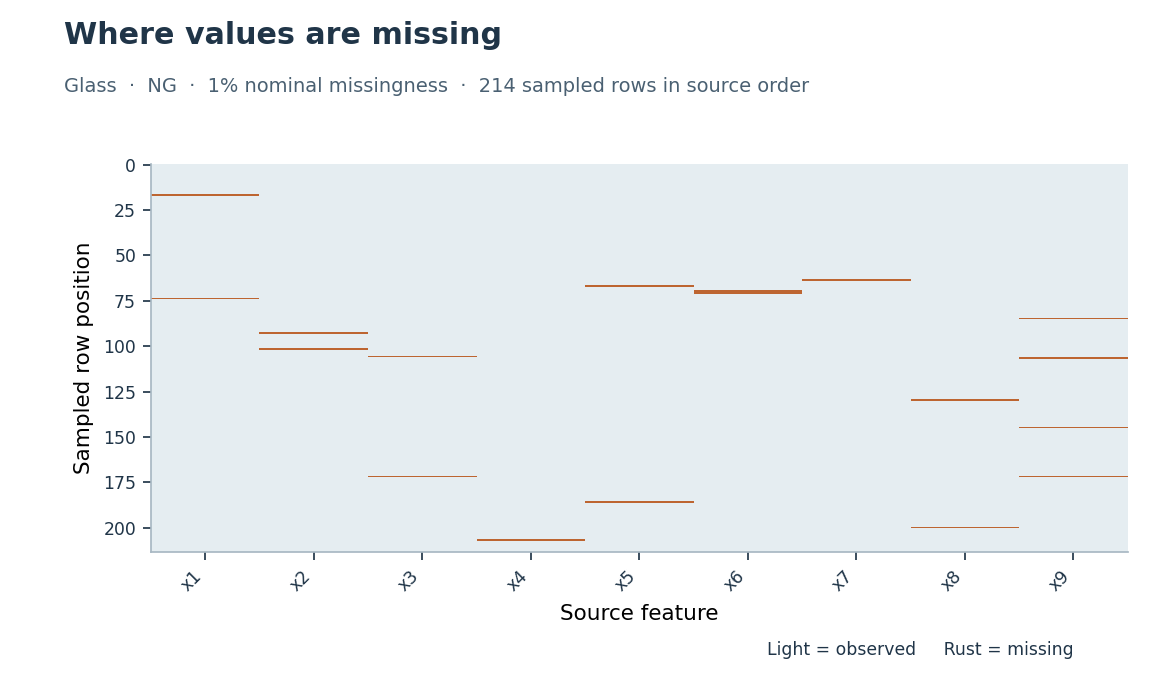 Where values are missing
Glass · NG · 1% nominal missingness · 214 sampled rows in source order
0
25
50
75
100
125
150
175
200
Sampled row position
x1 x2 x3 x4 x5 x6 x7 x8 x9
Source feature
Light = observed Rust = missing